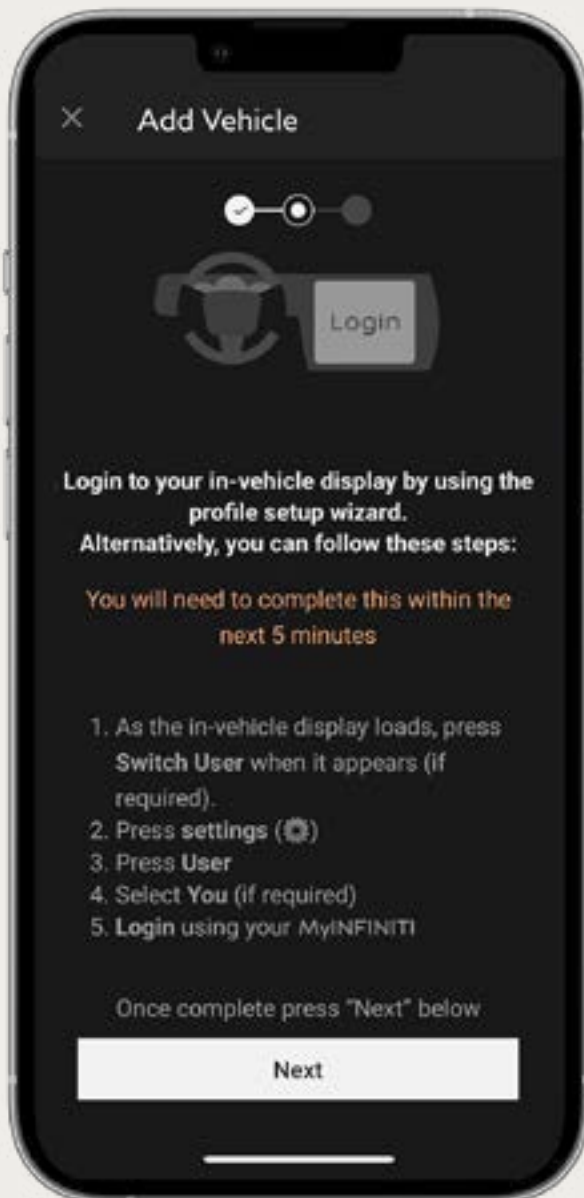 Add Vehicle
Login
Login to your in-vehicle display by using the
profile setup wizard.
Alternatively, you can follow these steps:
You will need to complete this within the
next 5 minutes
1. As the in-vehicle display loads, press
Switch User when it appears (if
required).
2. Press settings (⚙)
3. Press User
4. Select You (if required)
5. Login using your MyINFINITI
Once complete press "Next" below
Next